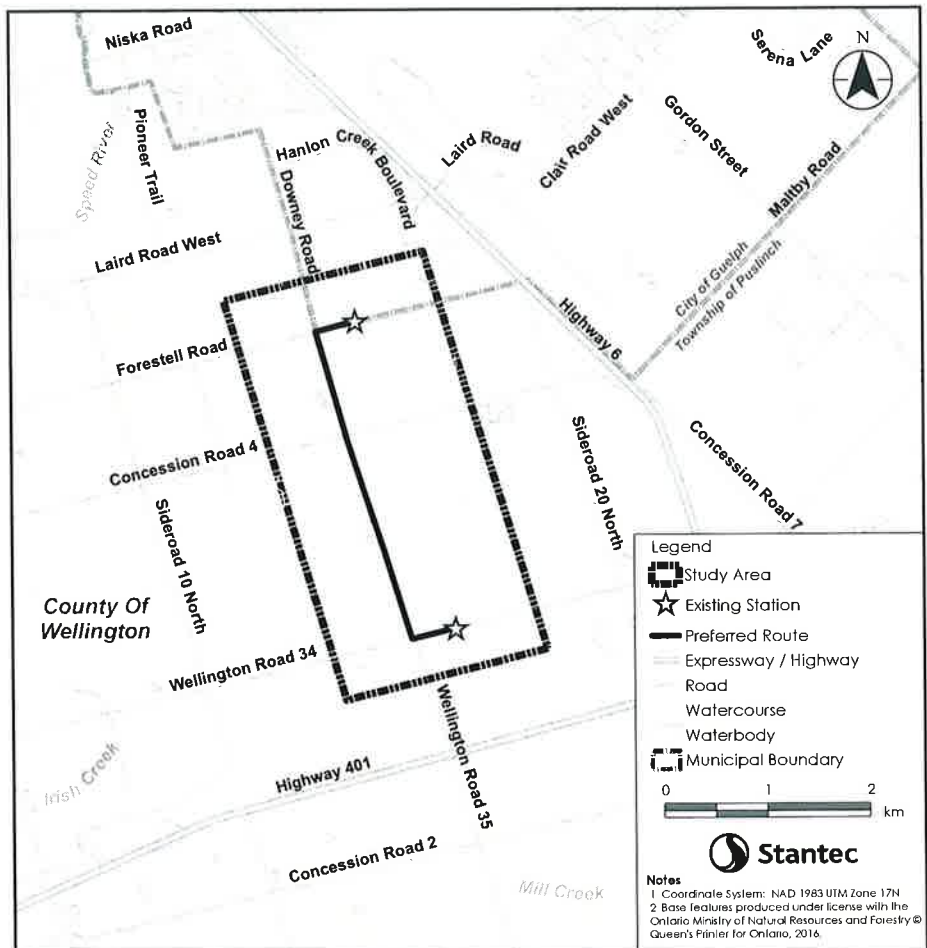 Niska Road
Serena Lane
N
Speed River
Pioneer Trail
Hanlon Creek Boulevard
Laird Road
Clair Road West
Gordon Street
Maltby Road
Downey Road
Laird Road West
City of Guelph
Township of Puslinch
Highway 6
Forestell Road
Concession Road 4
Sideroad 20 North
Concession Road 7
Sideroad 10 North
County Of
Wellington
Wellington Road 34
Wellington Road 35
Irish Creek
Highway 401
Concession Road 2
Mill Creek
Legend
Study Area
Existing Station
Preferred Route
Expressway / Highway
Road
Watercourse
Waterbody
Municipal Boundary
0 1 2
km
Stantec
Notes
1 Coordinate System: NAD 1983 UTM Zone 17N
2 Base features produced under license with the
Ontario Ministry of Natural Resources and Forestry ©
Queen's Printer for Ontario, 2016.